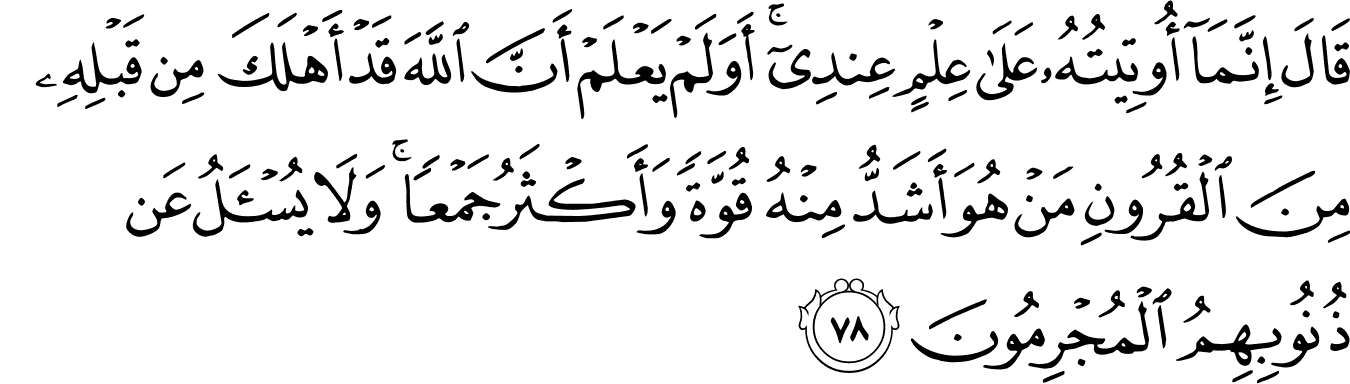 قَالَ إِنَّمَآ أُوتِيتُهُۥ عَلَىٰ عِلْمٍ عِندِىٓ ۚ أَوَلَمْ يَعْلَمْ أَنَّ ٱللَّهَ قَدْ أَهْلَكَ مِن قَبْلِهِۦ
مِنَ ٱلْقُرُونِ مَنْ هُوَ أَشَدُّ مِنْهُ قُوَّةً وَأَكْثَرُ جَمْعًا ۚ وَلَا يُسْـَٔلُ عَن
ذُنُوبِهِمُ ٱلْمُجْرِمُونَ ٧٨